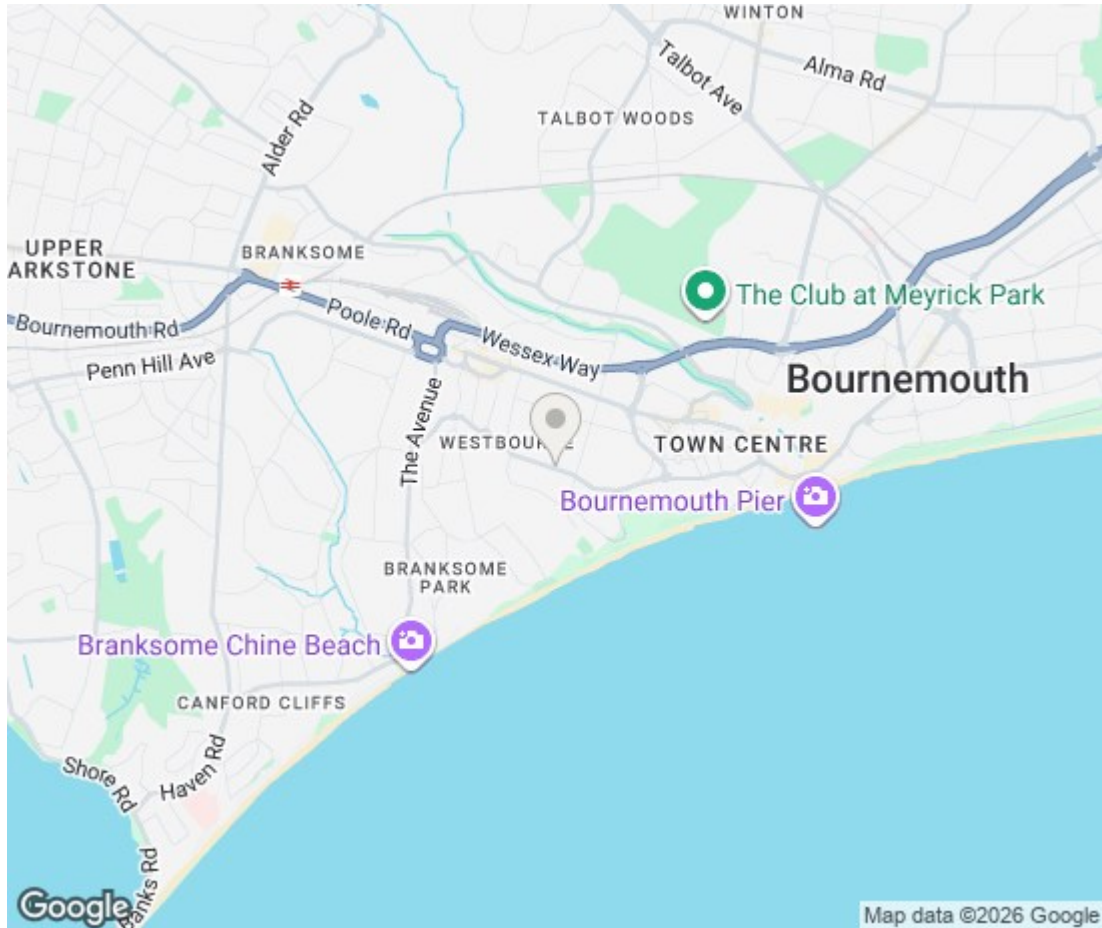 WINTON
Talbot Ave
Alma Rd
TALBOT WOODS
Alder Rd
UPPER
ARKSTONE
BRANKSOME
The Club at Meyrick Park
Bournemouth Rd
Poole Rd
Wessex Way
Penn Hill Ave
Bournemouth
The Avenue
WESTBOURNE
TOWN CENTRE
Bournemouth Pier
BRANKSOME
PARK
Branksome Chine Beach
CANFORD CLIFFS
Shore Rd
Haven Rd
Banks Rd
Google
Map data ©2026 Google